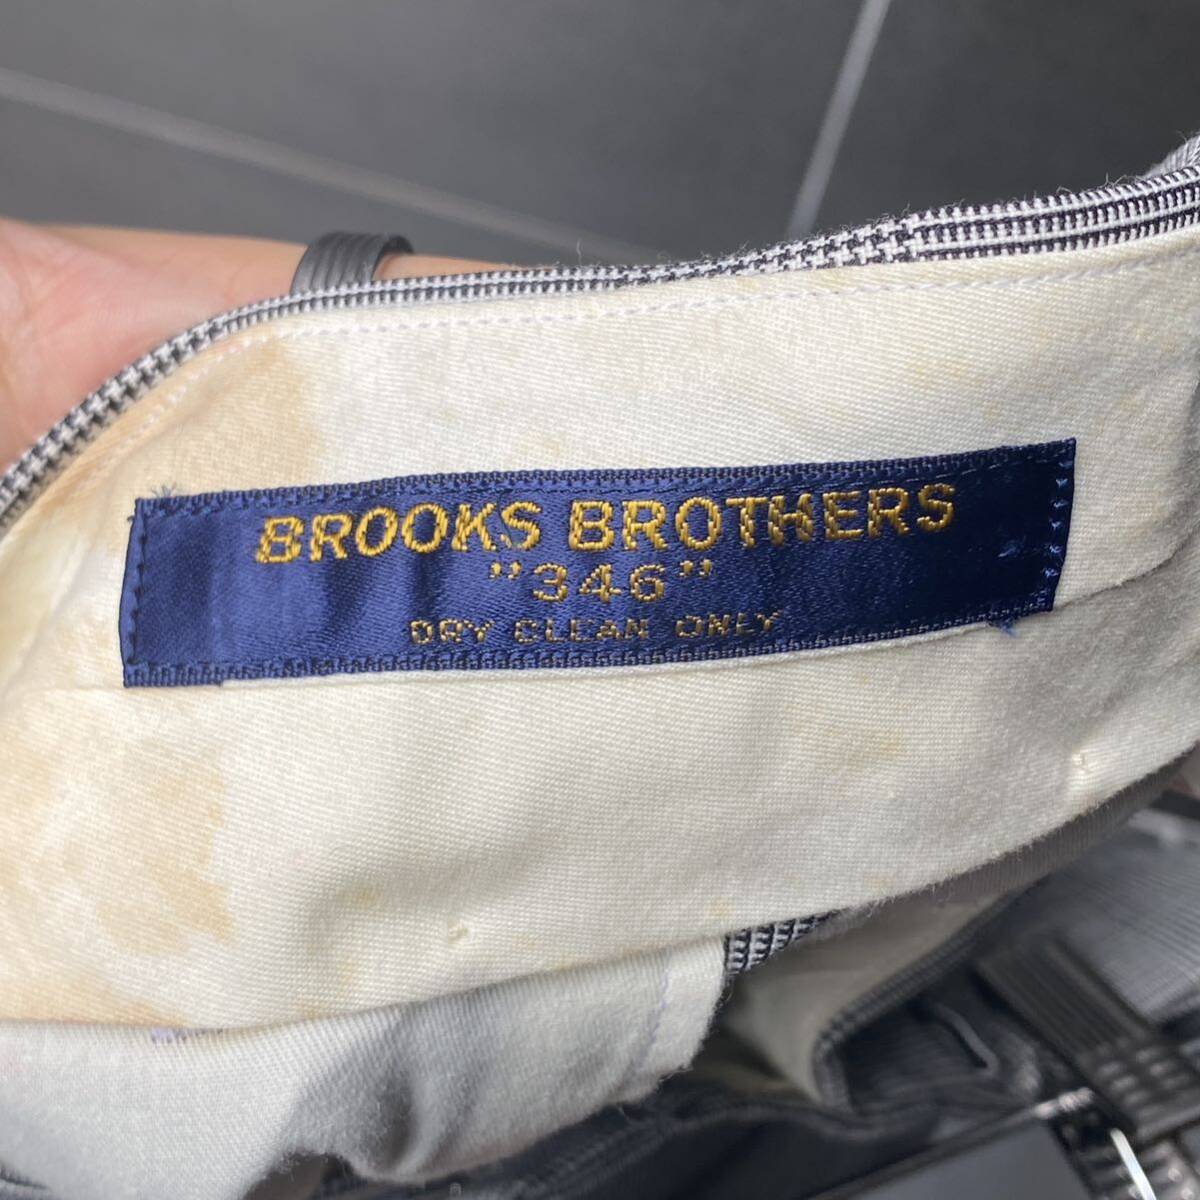 BROOKS BROTHERS
"346"
DRY CLEAN ONLY